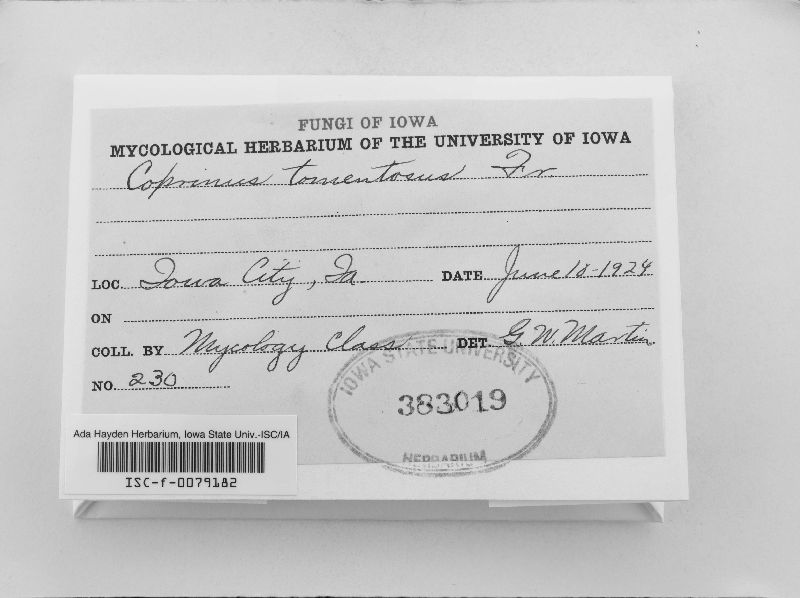 FUNGI OF IOWA
MYCOLOGICAL HERBARIUM OF THE UNIVERSITY OF IOWA
Coprinus tomentosus Fr
LOC. Iowa City, Ia DATE June 18-1924
ON
COLL. BY Mycology Class DET. G. W. Martin
NO. 230
IOWA STATE UNIVERSITY
383019
HERBARIUM
Ada Hayden Herbarium, Iowa State Univ.-ISC/IA
ISC-f-0079182